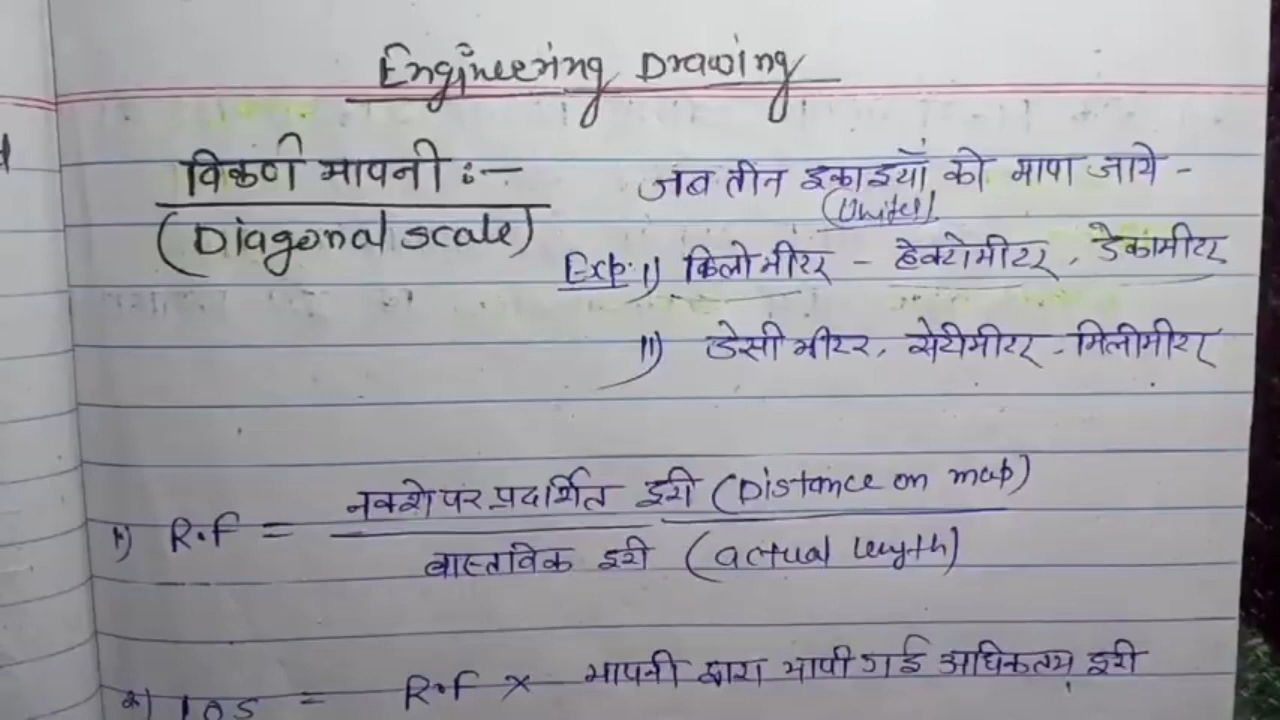 Engineering Drawing
विकर्ण मापनी :- जब तीन इकाइयों को मापा जाये -
(Diagonal scale) (Unites)
Exp: i) किलोमीटर - हेक्टोमीटर, डेकामीटर
ii) डेसीमीटर, सेटीमीटर - मिलीमीटर
1) R.F = नक्शे पर प्रदर्शित दूरी (Distance on map)
वास्तविक दूरी (actual length)
2) LOS = R.F × मापनी द्वारा मापी गई अधिकतम दूरी